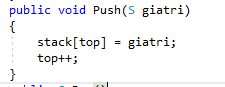 public void Push(S giatri)
{
stack[top] = giatri;
top++;
}